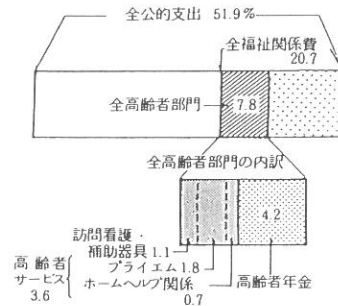 全公的支出 51.9%
全福祉関係費
20.7
全高齢者部門
7.8
全高齢者部門の内訳
4.2
訪問看護・
補助器具 1.1
プライエム 1.8
ホームヘルプ関係
0.7
高齢者
サービス
3.6
高齢者年金